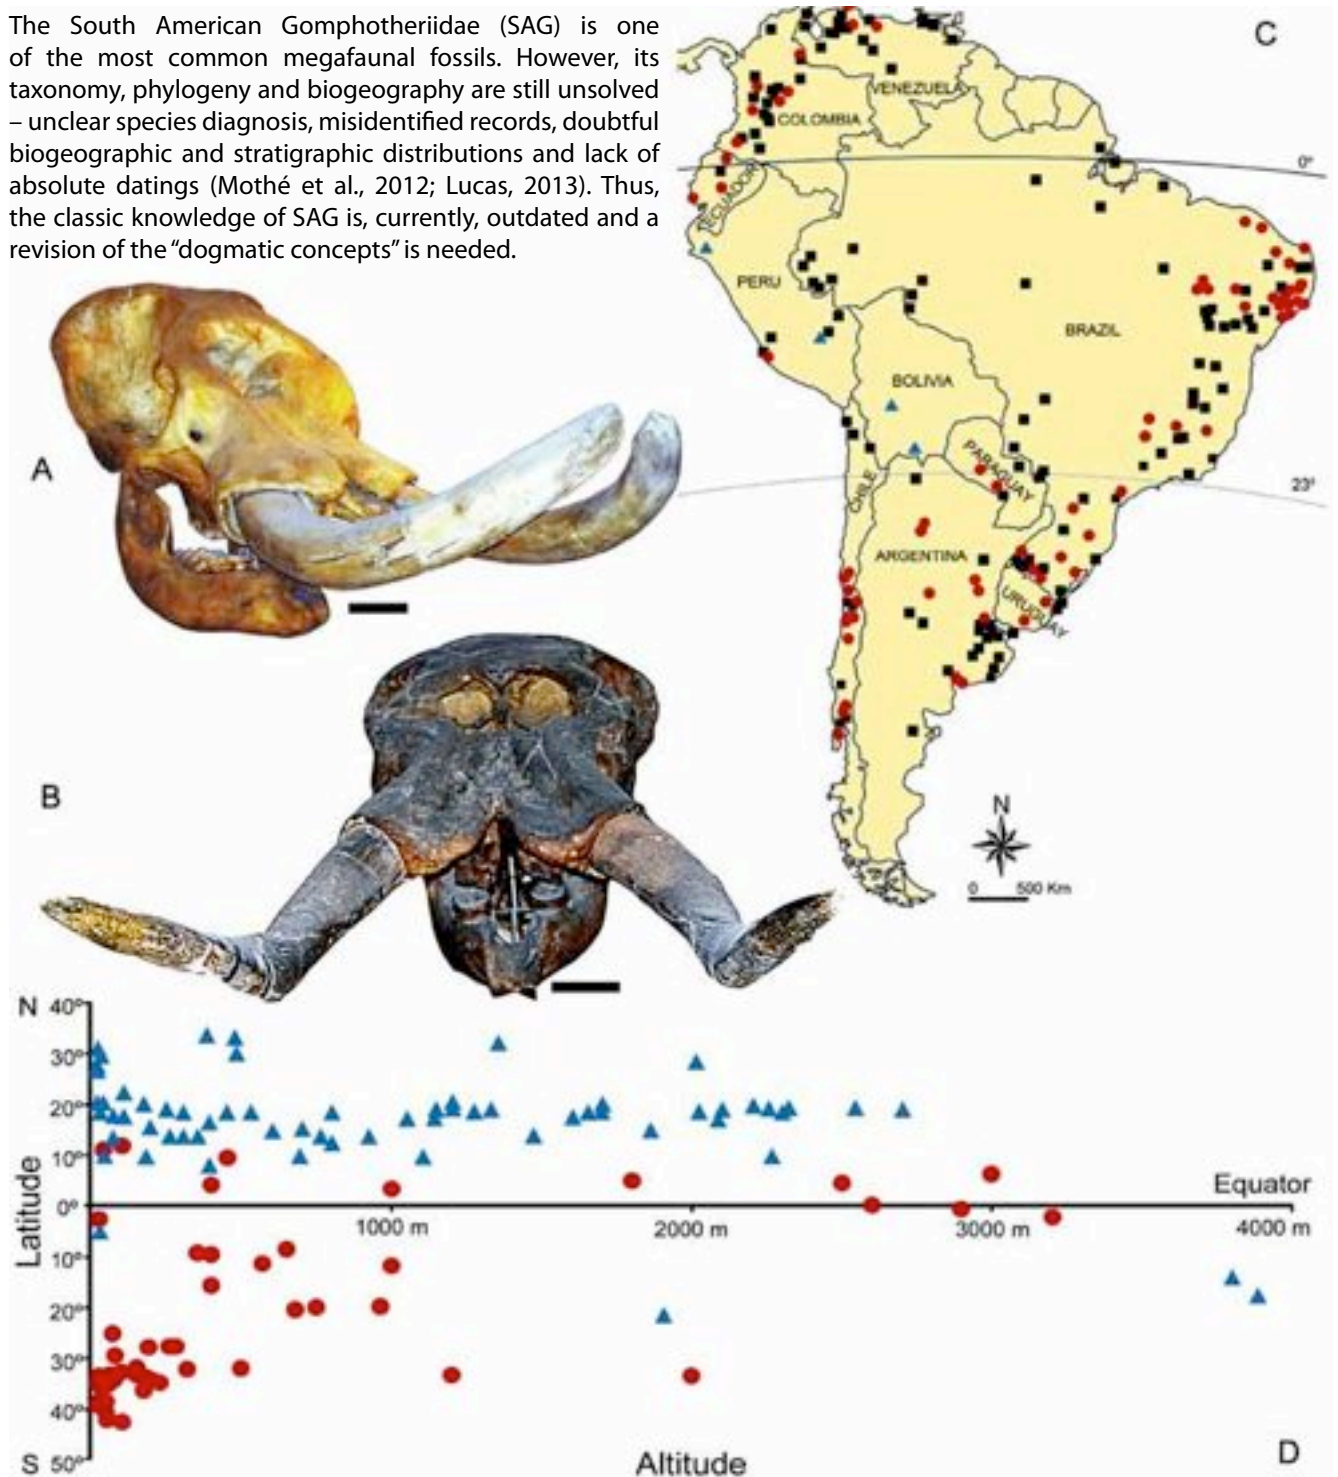 The South American Gomphotheriidae (SAG) is one
of the most common megafaunal fossils. However, its
taxonomy, phylogeny and biogeography are still unsolved
– unclear species diagnosis, misidentified records, doubtful
biogeographic and stratigraphic distributions and lack of
absolute datings (Mothé et al., 2012; Lucas, 2013). Thus,
the classic knowledge of SAG is, currently, outdated and a
revision of the “dogmatic concepts” is needed.
C
VENEZUELA
COLOMBIA
0°
ECUADOR
PERU
BRAZIL
BOLIVIA
PARAGUAY
CHILE
23°
ARGENTINA
URUGUAY
N
0 500 Km
A
B
N 40°
30°
20°
10°
0°
10°
20°
30°
40°
S 50°
Latitude
Equator
1000 m 2000 m 3000 m 4000 m
Altitude
D